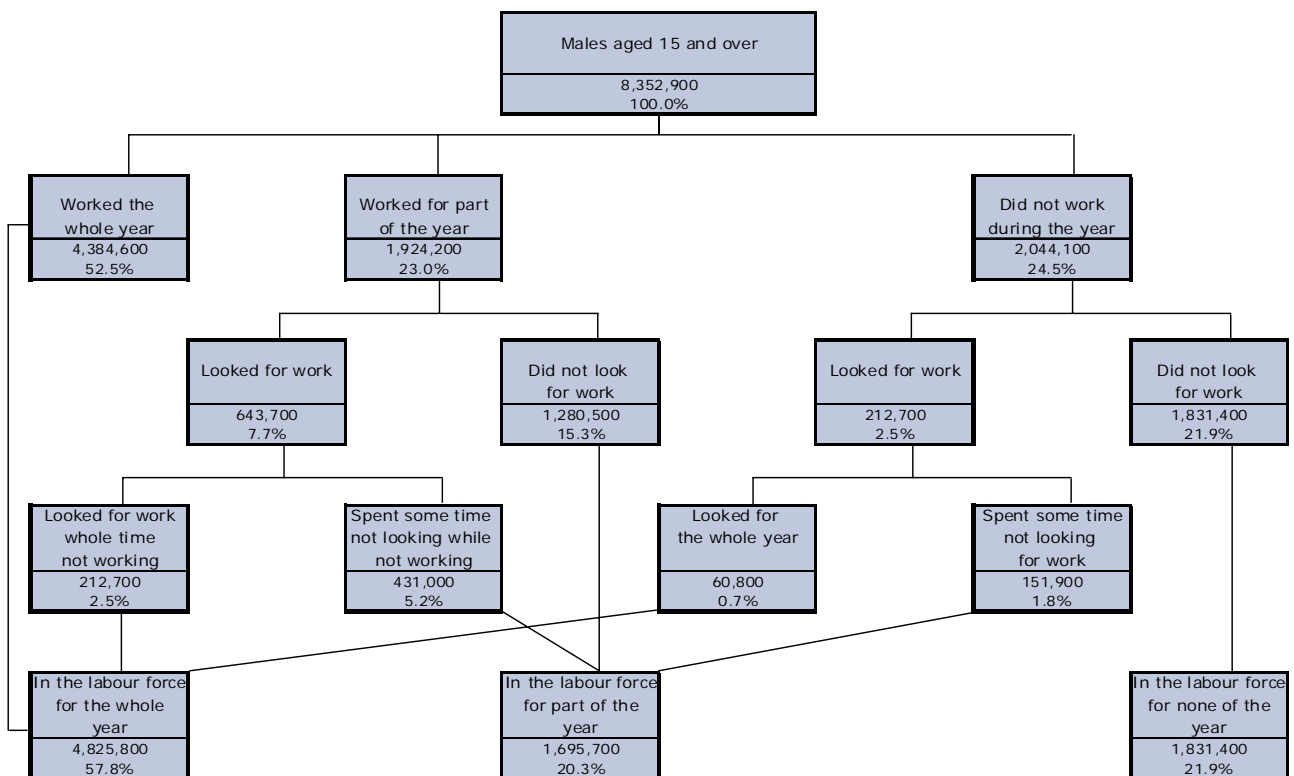 Males aged 15 and over
8,352,900
100.0%
Worked the
whole year
4,384,600
52.5%
Worked for part
of the year
1,924,200
23.0%
Did not work
during the year
2,044,100
24.5%
Looked for work
643,700
7.7%
Did not look
for work
1,280,500
15.3%
Looked for work
212,700
2.5%
Did not look
for work
1,831,400
21.9%
Looked for work
whole time
not working
212,700
2.5%
Spent some time
not looking while
not working
431,000
5.2%
Looked for
the whole year
60,800
0.7%
Spent some time
not looking
for work
151,900
1.8%
In the labour force
for the whole
year
4,825,800
57.8%
In the labour force
for part of the
year
1,695,700
20.3%
In the labour force
for none of the
year
1,831,400
21.9%